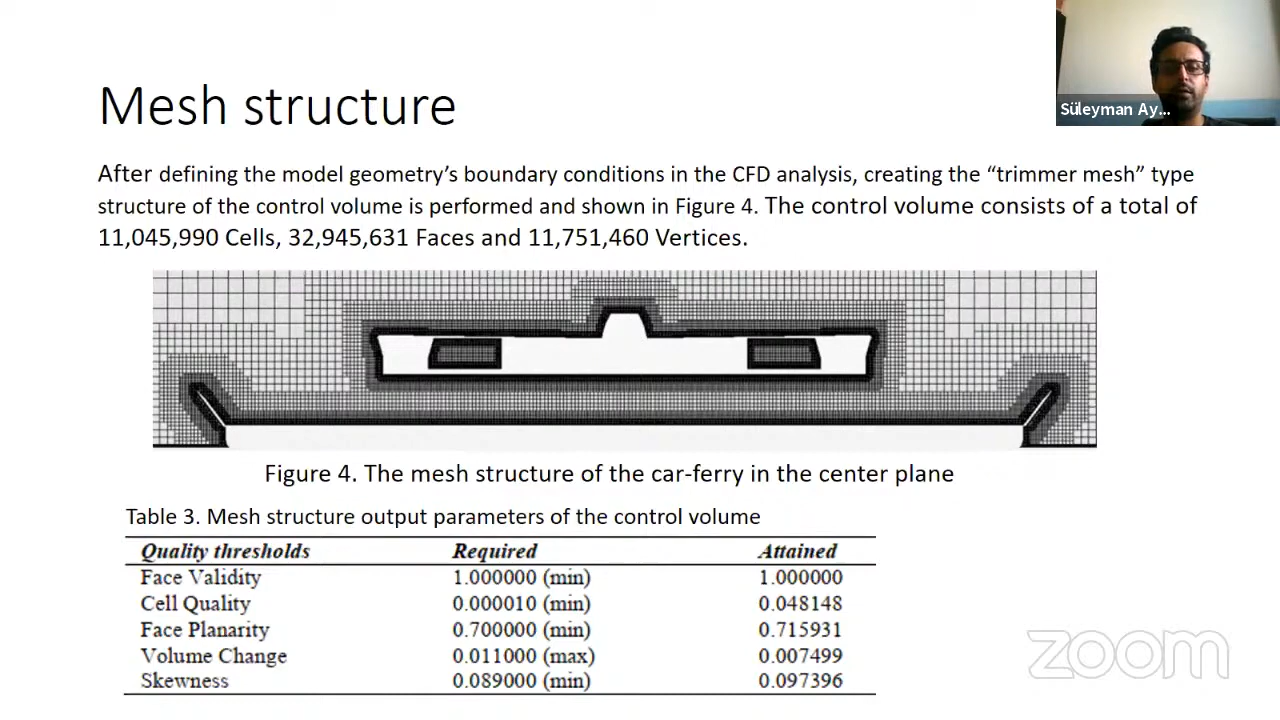 Süleyman Ay...
Mesh structure
After defining the model geometry's boundary conditions in the CFD analysis, creating the “trimmer mesh” type
structure of the control volume is performed and shown in Figure 4. The control volume consists of a total of
11,045,990 Cells, 32,945,631 Faces and 11,751,460 Vertices.
Figure 4. The mesh structure of the car-ferry in the center plane
Table 3. Mesh structure output parameters of the control volume
Quality thresholds Required Attained
Face Validity 1.000000 (min) 1.000000
Cell Quality 0.000010 (min) 0.048148
Face Planarity 0.700000 (min) 0.715931
Volume Change 0.011000 (max) 0.007499
Skewness 0.089000 (min) 0.097396
zoom